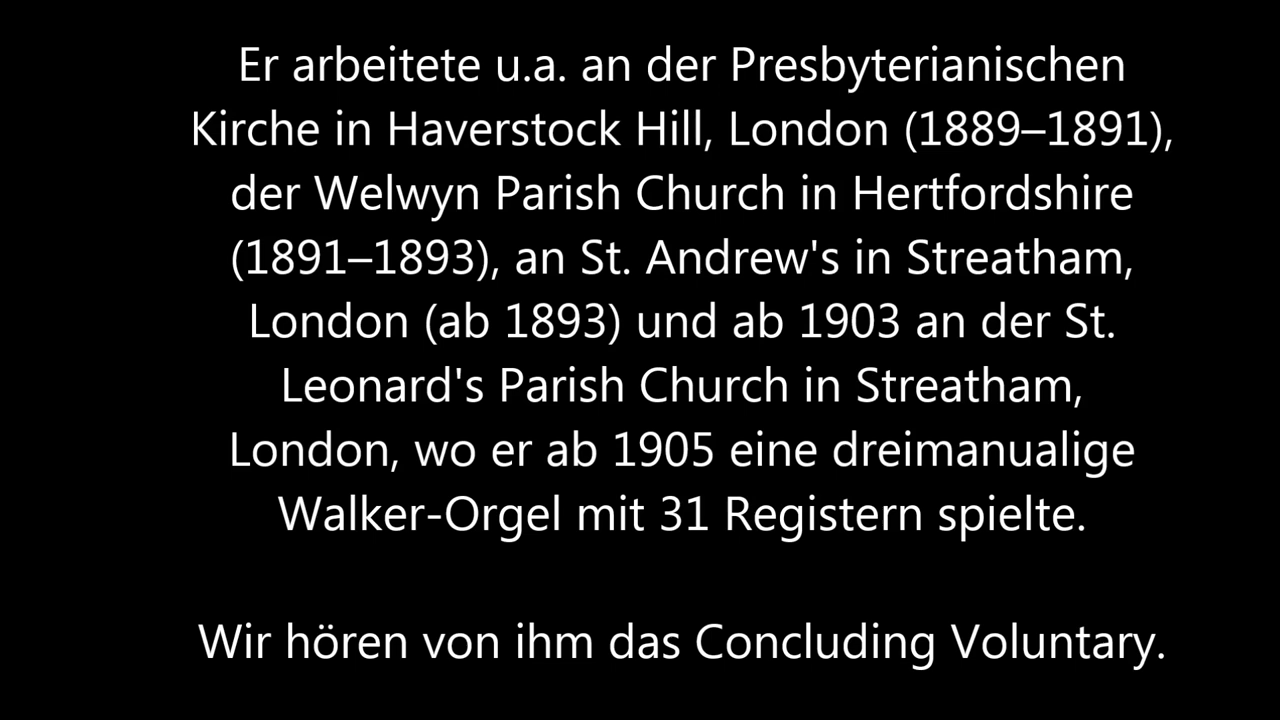 Er arbeitete u.a. an der Presbyterianischen
Kirche in Haverstock Hill, London (1889–1891),
der Welwyn Parish Church in Hertfordshire
(1891–1893), an St. Andrew's in Streatham,
London (ab 1893) und ab 1903 an der St.
Leonard's Parish Church in Streatham,
London, wo er ab 1905 eine dreimanualige
Walker-Orgel mit 31 Registern spielte.
Wir hören von ihm das Concluding Voluntary.